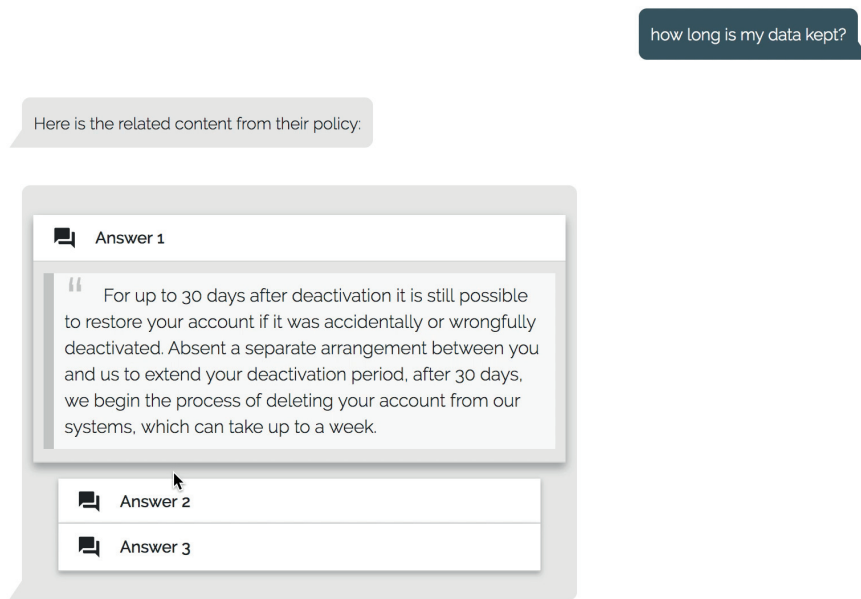 how long is my data kept?
Here is the related content from their policy:
Answer 1
“ For up to 30 days after deactivation it is still possible
to restore your account if it was accidentally or wrongfully
deactivated. Absent a separate arrangement between you
and us to extend your deactivation period, after 30 days,
we begin the process of deleting your account from our
systems, which can take up to a week.
Answer 2
Answer 3